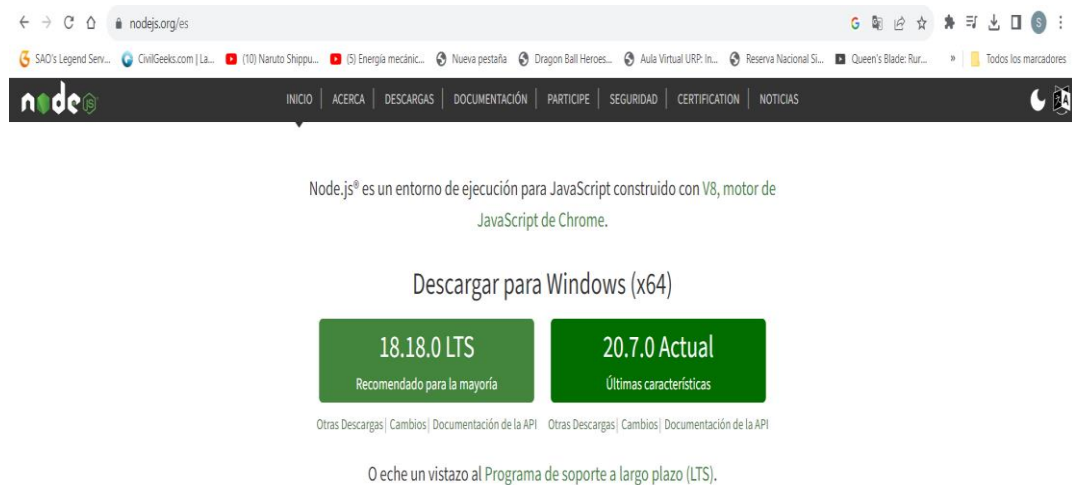 nodejs.org/es
SAO's Legend Serv... CivilGeeks.com | La... (10) Naruto Shippu... (5) Energía mecánic... Nueva pestaña Dragon Ball Heroes... Aula Virtual URP: In... Reserva Nacional Si... Queen's Blade: Rur... » Todos los marcadores
node JS INICIO | ACERCA | DESCARGAS | DOCUMENTACIÓN | PARTICIPE | SEGURIDAD | CERTIFICATION | NOTICIAS
Node.js® es un entorno de ejecución para JavaScript construido con V8, motor de
JavaScript de Chrome.
Descargar para Windows (x64)
18.18.0 LTS 20.7.0 Actual
Recomendado para la mayoría Últimas características
Otras Descargas | Cambios | Documentación de la API Otras Descargas | Cambios | Documentación de la API
O eche un vistazo al Programa de soporte a largo plazo (LTS).